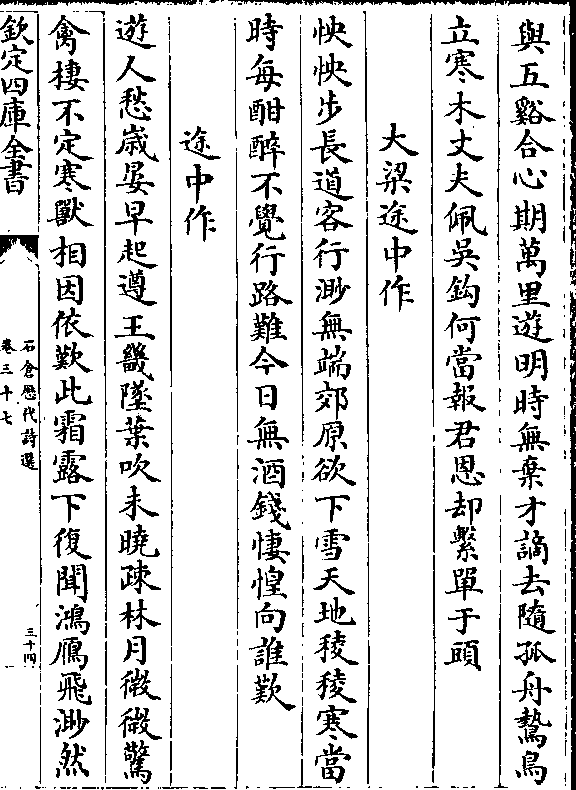 與五谿合心期萬里遊明時無棄才謫去隨孤舟鷙鳥
立寒木丈夫佩吳鈎何當報君恩却繫單于頭
大梁途中作
怏怏步長道客行渺無端郊原欲下雪天地稜稜寒當
時每酣醉不覺行路難今日無酒錢悽惶向誰歎
途中作
遊人愁歳晏早起遵王畿墜葉吹未曉疎林月微微驚
禽棲不定寒獸相因依歎此霜露下復聞鴻鴈飛渺然
欽定四庫全書
石倉歷代詩選
卷三十七
三十四